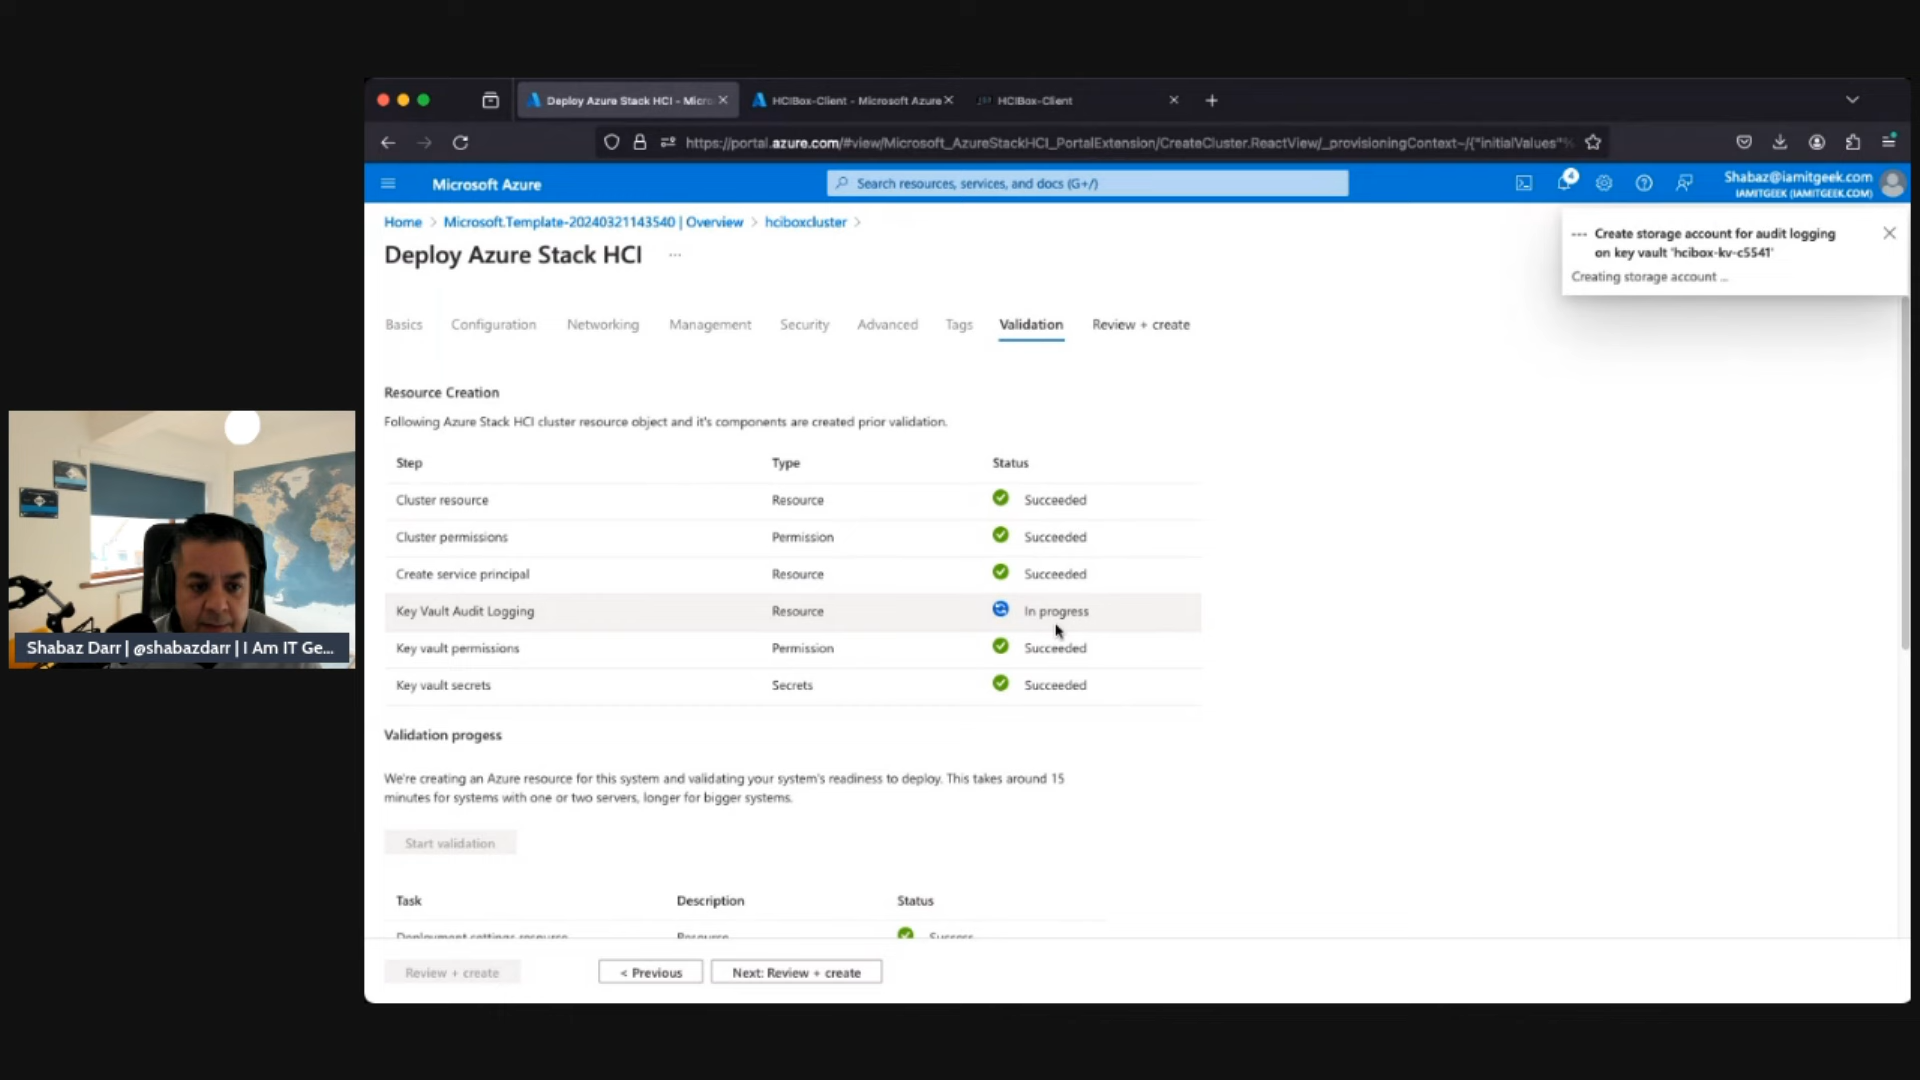 Deploy Azure Stack HCI - Micro
HCIBox-Client - Microsoft Azure
HCIBox-Client
https://portal.azure.com/#view/Microsoft_AzureStackHCI_PortalExtension/CreateCluster.ReactView/_provisioningContext~/{"initialValues"%
Microsoft Azure
Search resources, services, and docs (G+/)
4
Shabaz@iamitgeek.com
IAMITGEEK (IAMITGEEK.COM)
Home > Microsoft.Template-20240321143540 | Overview > hciboxcluster >
Deploy Azure Stack HCI ...
--- Create storage account for audit logging
on key vault 'hcibox-kv-c5541'
Creating storage account ...
Basics Configuration Networking Management Security Advanced Tags Validation Review + create
Resource Creation
Following Azure Stack HCI cluster resource object and it's components are created prior validation.
Step Type Status
Cluster resource Resource Succeeded
Cluster permissions Permission Succeeded
Create service principal Resource Succeeded
Key Vault Audit Logging Resource In progress
Key vault permissions Permission Succeeded
Key vault secrets Secrets Succeeded
Validation progess
We're creating an Azure resource for this system and validating your system's readiness to deploy. This takes around 15
minutes for systems with one or two servers, longer for bigger systems.
Start validation
Task Description Status
Deployment settings resource Resource Success
Review + create
< Previous
Next: Review + create
Shabaz Darr | @shabazdarr | I Am IT Ge...